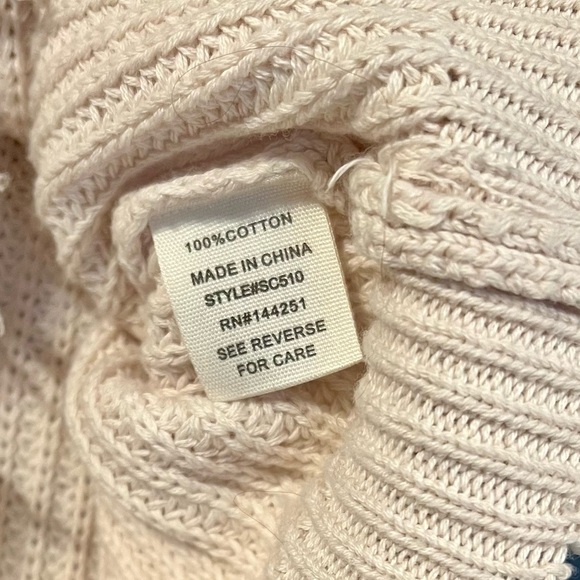 100%COTTON
MADE IN CHINA
STYLE#SC510
RN#144251
SEE REVERSE
FOR CARE